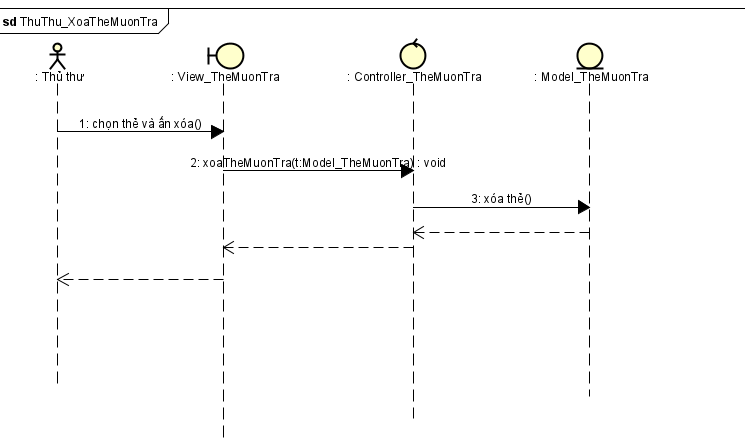 sd ThuThu_XoaTheMuonTra
: Thủ thư
: View_TheMuonTra
: Controller_TheMuonTra
: Model_TheMuonTra
1: chọn thẻ và ấn xóa()
2: xoaTheMuonTra(t:Model_TheMuonTra) : void
3: xóa thẻ()